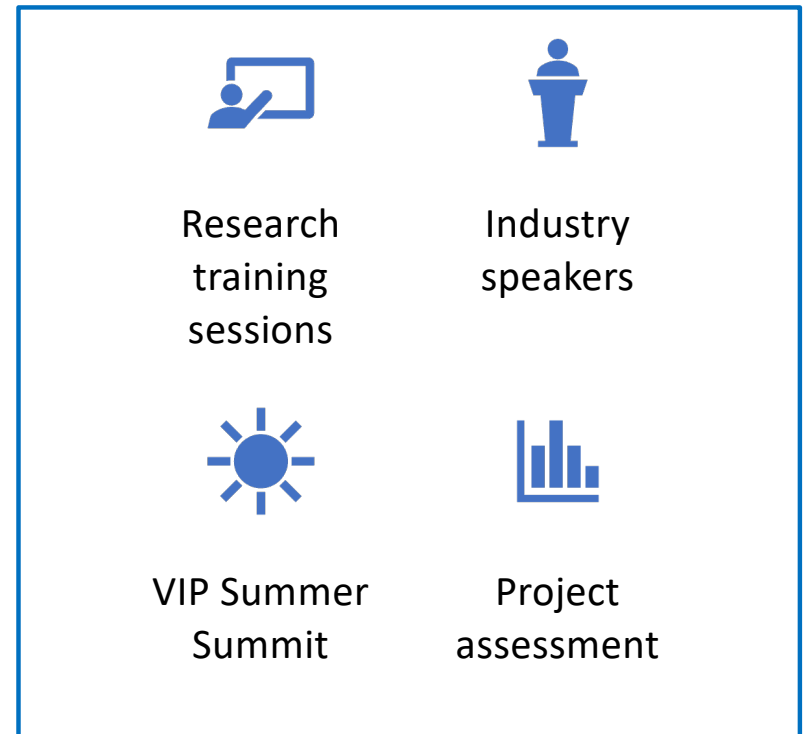 Research
training
sessions
Industry
speakers
VIP Summer
Summit
Project
assessment